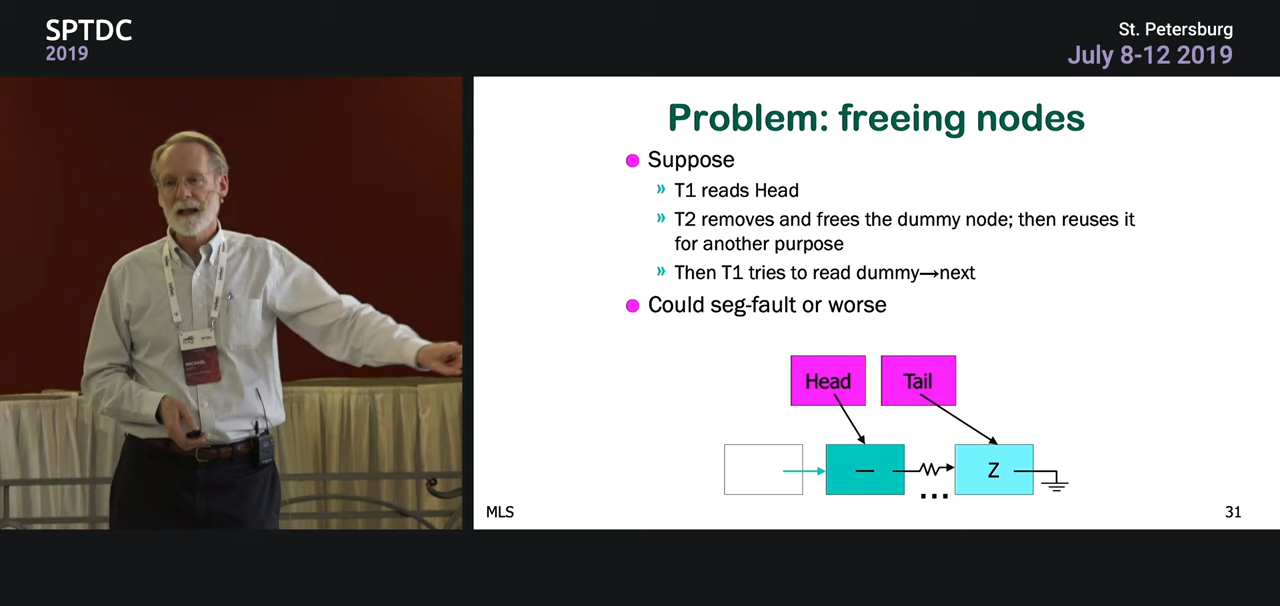 SPTDC
2019
St. Petersburg
July 8-12 2019
Problem: freeing nodes
Suppose
» T1 reads Head
» T2 removes and frees the dummy node; then reuses it
for another purpose
» Then T1 tries to read dummy→next
Could seg-fault or worse
Head
Tail
—
Z
...
MLS
31
MICHAEL